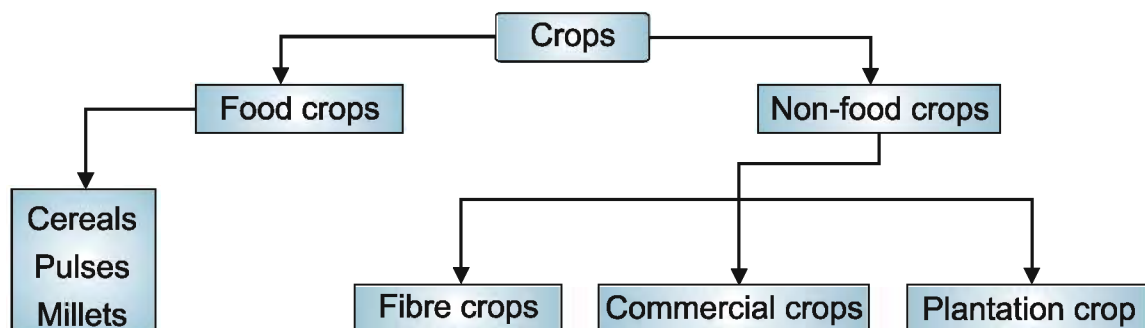 Crops
Food crops
Non-food crops
Cereals
Pulses
Millets
Fibre crops
Commercial crops
Plantation crop